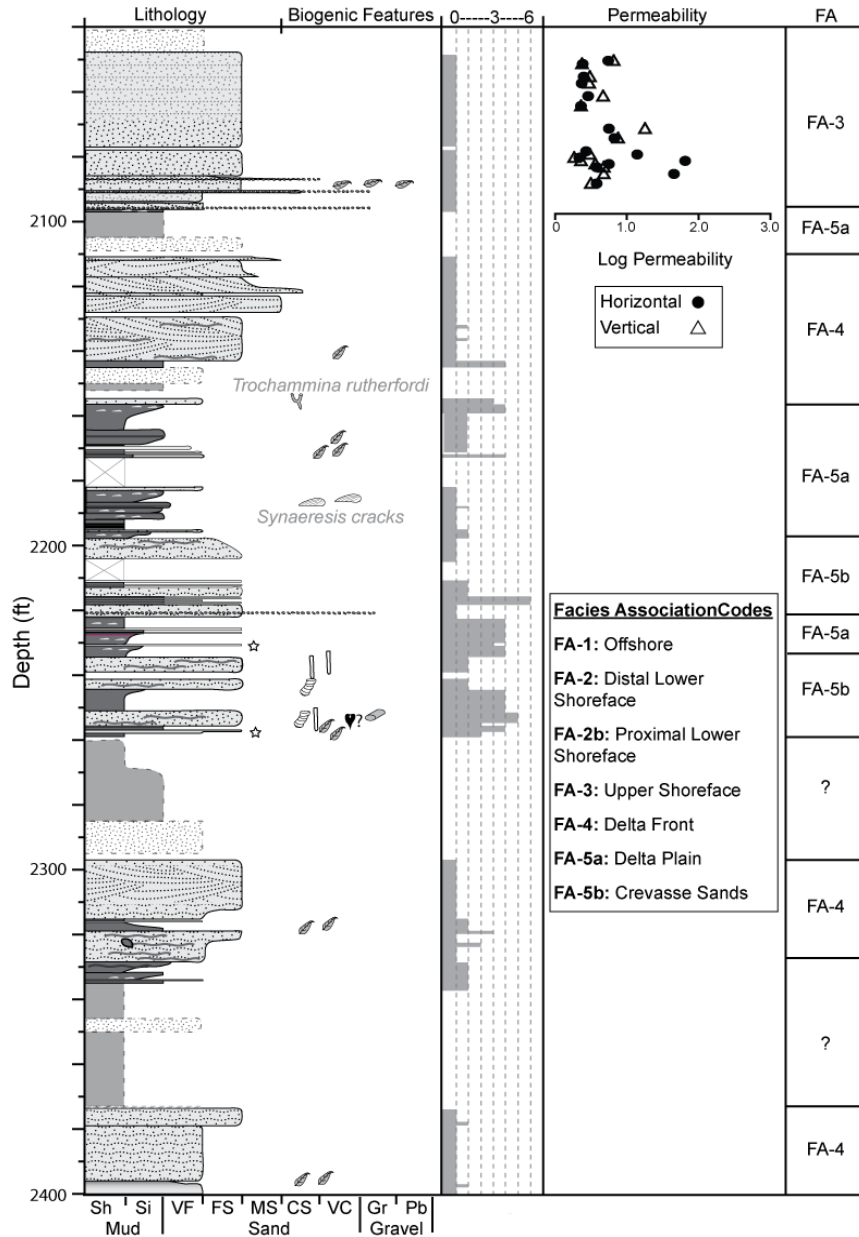 Lithology Biogenic Features 0-----3----6 Permeability FA
FA-3
2100
0 1.0 2.0 3.0
FA-5a
Log Permeability
Horizontal
Vertical
FA-4
Trochammina rutherfordi
FA-5a
Synaeresis cracks
2200
FA-5b
Facies AssociationCodes
FA-1: Offshore
FA-2: Distal Lower
Shoreface
FA-2b: Proximal Lower
Shoreface
FA-3: Upper Shoreface
FA-4: Delta Front
FA-5a: Delta Plain
FA-5b: Crevasse Sands
FA-5a
Depth (ft)
FA-5b
?
?
2300
FA-4
?
FA-4
2400
Sh Si VF FS MS CS VC Gr Pb
Mud Sand Gravel